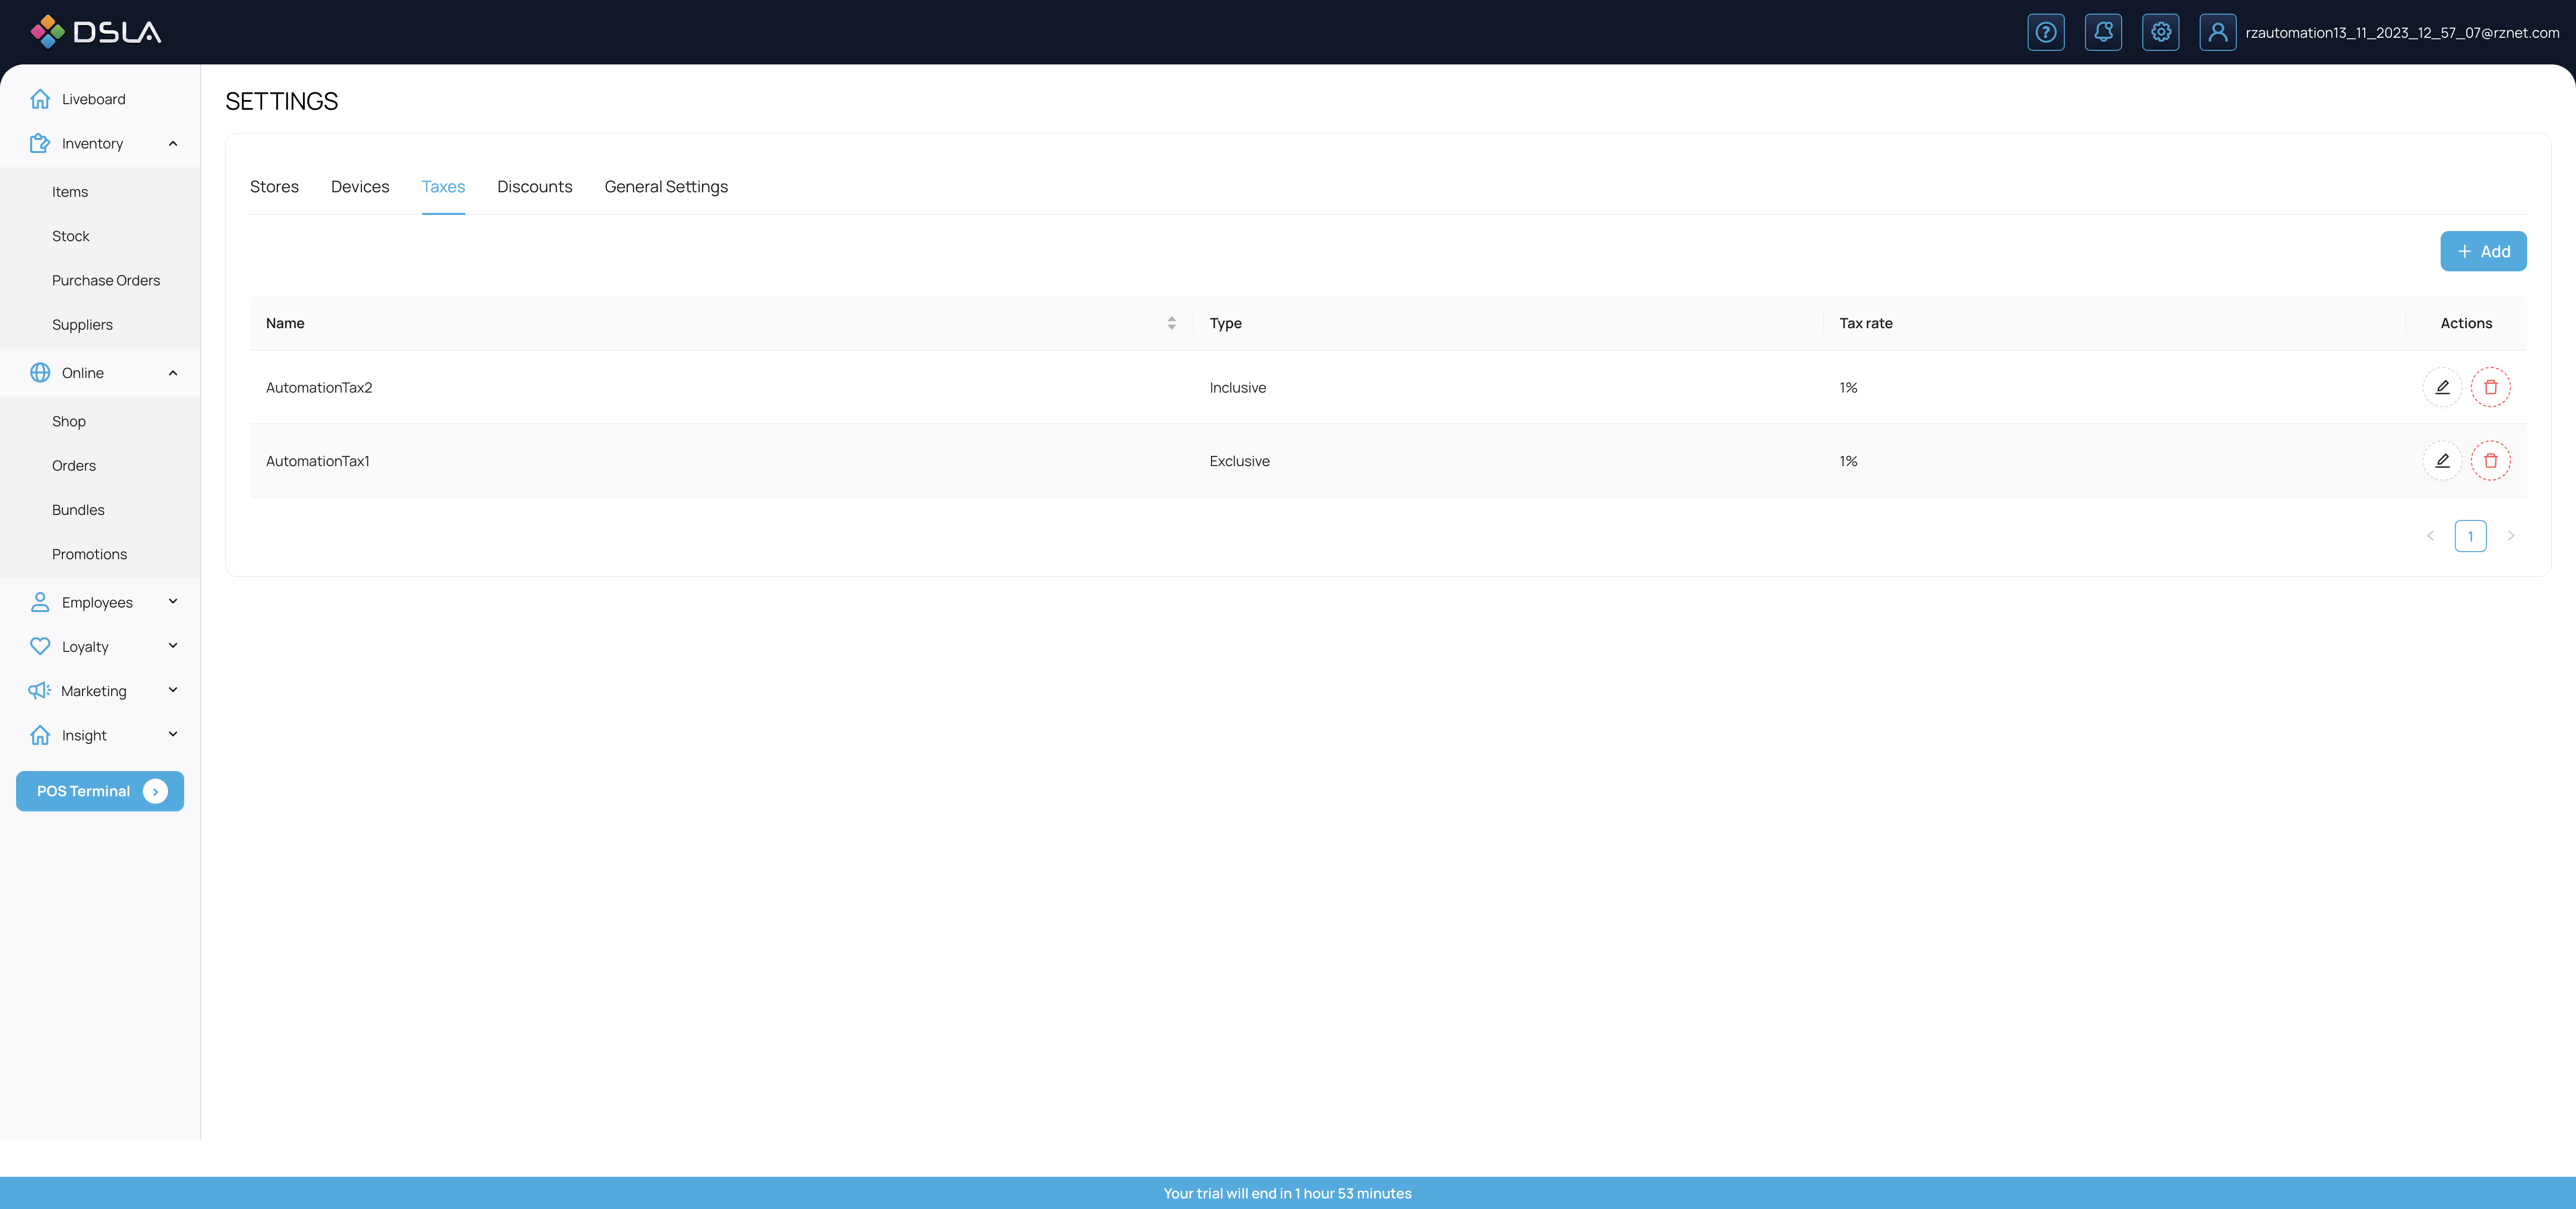 DSLA
rzautomation13_11_2023_12_57_07@rznet.com
Liveboard
Inventory
Items
Stock
Purchase Orders
Suppliers
Online
Shop
Orders
Bundles
Promotions
Employees
Loyalty
Marketing
Insight
POS Terminal
SETTINGS
Stores Devices Taxes Discounts General Settings
+ Add
Name Type Tax rate Actions
AutomationTax2 Inclusive 1%
AutomationTax1 Exclusive 1%
1
Your trial will end in 1 hour 53 minutes